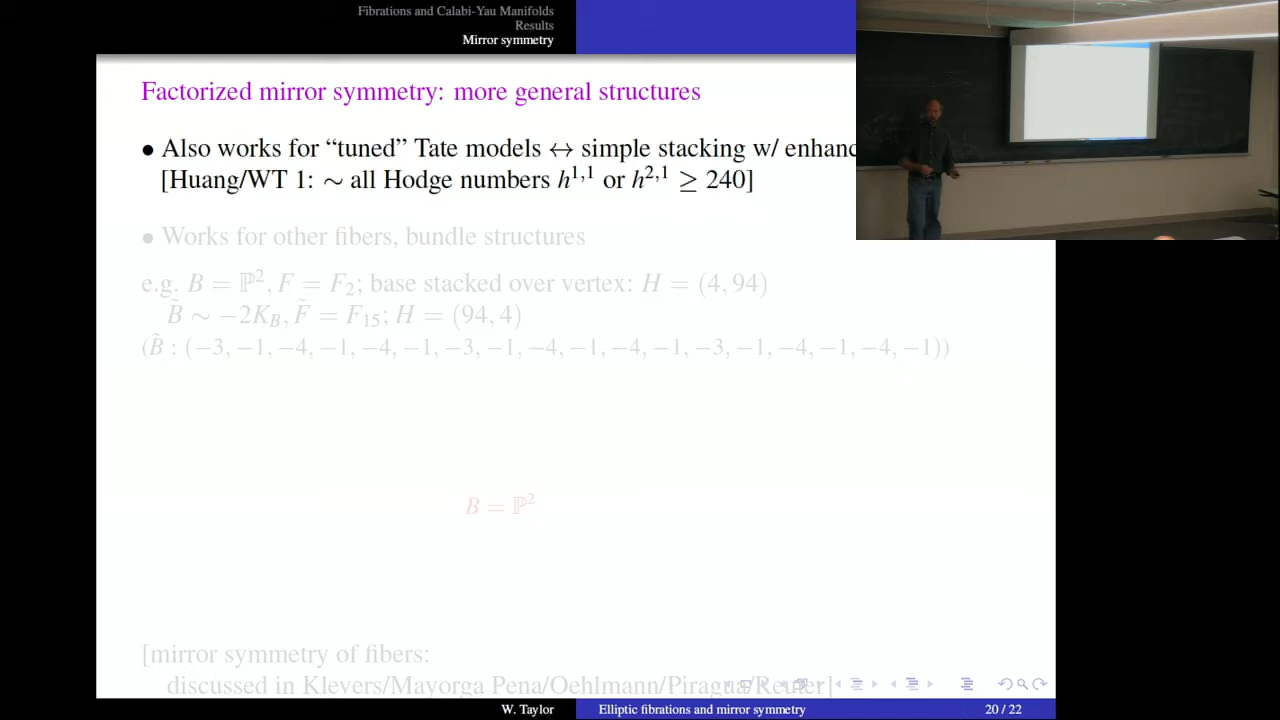 Fibrations and Calabi-Yau Manifolds
Results
Mirror symmetry
Factorized mirror symmetry: more general structures
• Also works for “tuned” Tate models ↔ simple stacking w/ enhanc
[Huang/WT 1: ∼ all Hodge numbers h^{1,1} or h^{2,1} ≥ 240]
• Works for other fibers, bundle structures
e.g. B = ℙ², F = F₂; base stacked over vertex: H = (4, 94)
B̃ ∼ −2K_B, F̃ = F₁₅; H = (94, 4)
(B̃ : (−3, −1, −4, −1, −4, −1, −3, −1, −4, −1, −4, −1, −3, −1, −4, −1, −4, −1))
B = ℙ²
[mirror symmetry of fibers:
discussed in Klevers/Mayorga Pena/Oehlmann/Piragua/Reuter]
W. Taylor
Elliptic fibrations and mirror symmetry
20 / 22